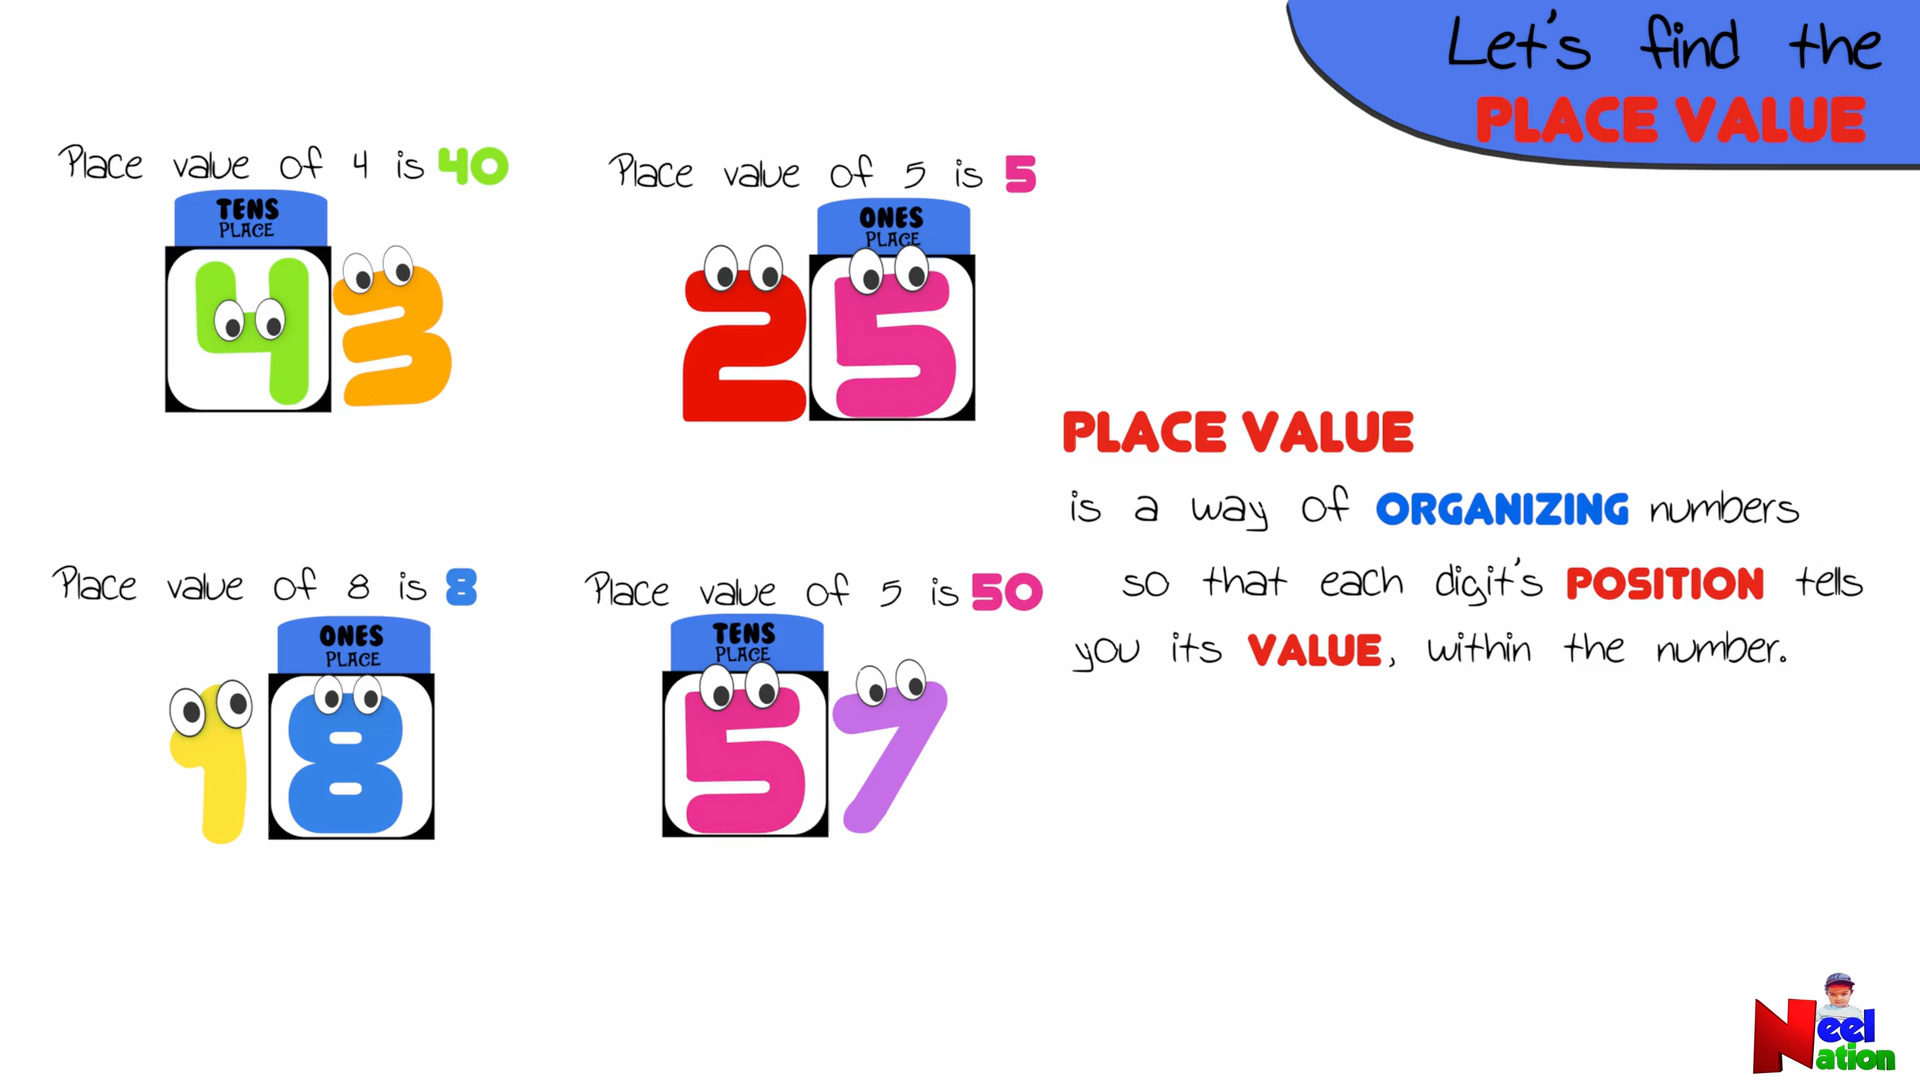 Let's find the
PLACE VALUE
Place value of 4 is 40
TENS
PLACE
43
Place value of 5 is 5
ONES
PLACE
25
Place value of 8 is 8
ONES
PLACE
18
Place value of 5 is 50
TENS
PLACE
57
PLACE VALUE
is a way of ORGANIZING numbers
so that each digit's POSITION tells
you its VALUE, within the number.
Neel
Nation